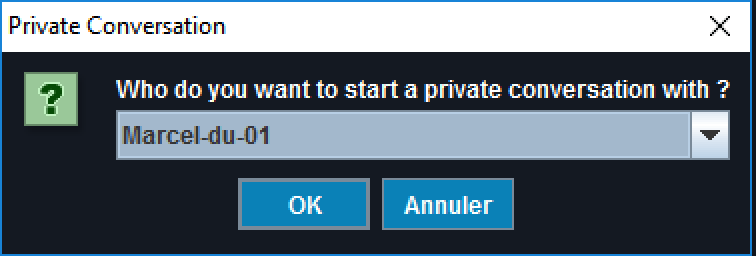 Private Conversation
Who do you want to start a private conversation with ?
Marcel-du-01
OK
Annuler